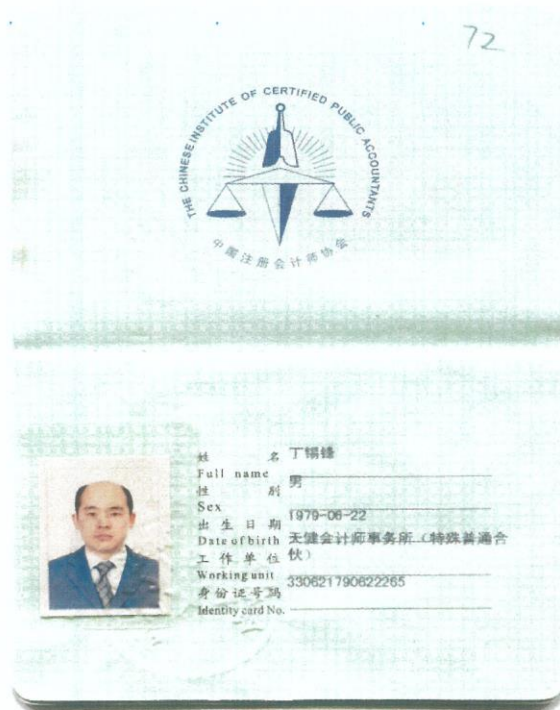 72
THE CHINESE INSTITUTE OF CERTIFIED PUBLIC ACCOUNTANTS
中国注册会计师协会
姓 名 丁锡锋
Full name
性 别 男
Sex
出生日期 1979-06-22
Date of birth
工作单位 天健会计师事务所（特殊普通合
伙）
Working unit
身份证号码 330621790622265
Identity card No.